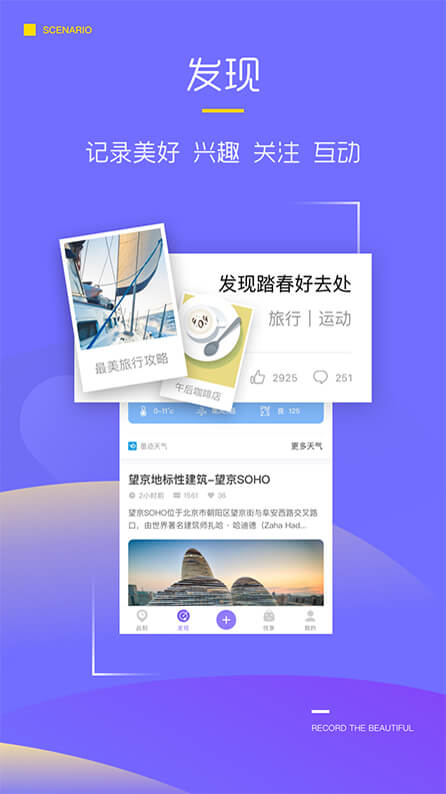 SCENARIO
发现
记录美好 兴趣 关注 互动
发现踏春好去处
旅行 | 运动
最美旅行攻略
午后咖啡店
2925
251
0-11℃
良 125
墨迹天气
更多天气
望京地标性建筑-望京SOHO
2小时前 1561 36
望京SOHO位于北京市朝阳区望京街与阜安西路交叉路
口，由世界著名建筑师扎哈·哈迪德（Zaha Had...
发现
我的
RECORD THE BEAUTIFUL